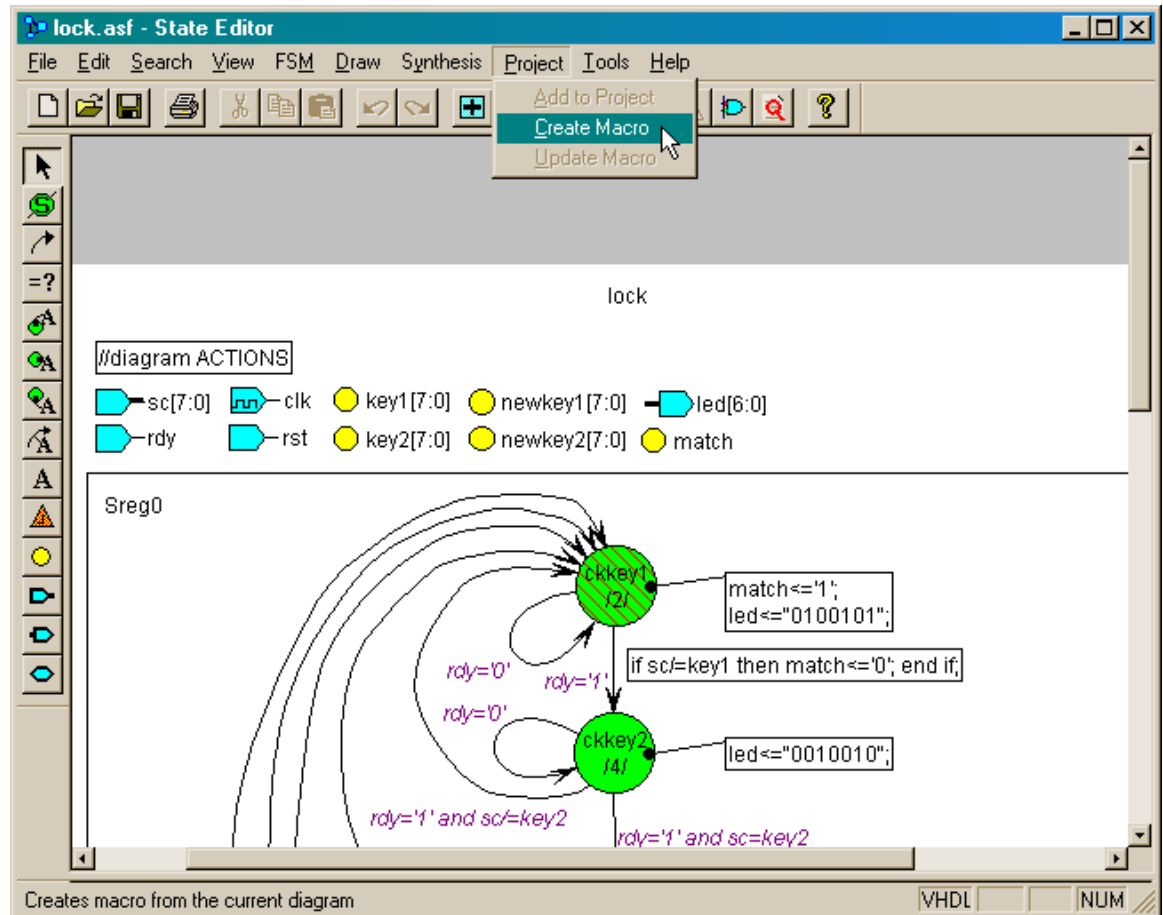 lock.asf - State Editor
File Edit Search View FSM Draw Synthesis Project Tools Help
Add to Project
Create Macro
Update Macro
S
=?
A
A
A
A
A
lock
//diagram ACTIONS
sc[7:0] clk key1[7:0] newkey1[7:0] led[6:0]
rdy rst key2[7:0] newkey2[7:0] match
Sreg0
ckkey1
/2/
match<='1';
led<="0100101";
rdy='0'
rdy='1'
if sc/=key1 then match<='0'; end if;
rdy='0'
ckkey2
/4/
led<="0010010";
rdy='1' and sc/=key2
rdy='1' and sc=key2
Creates macro from the current diagram VHDL NUM